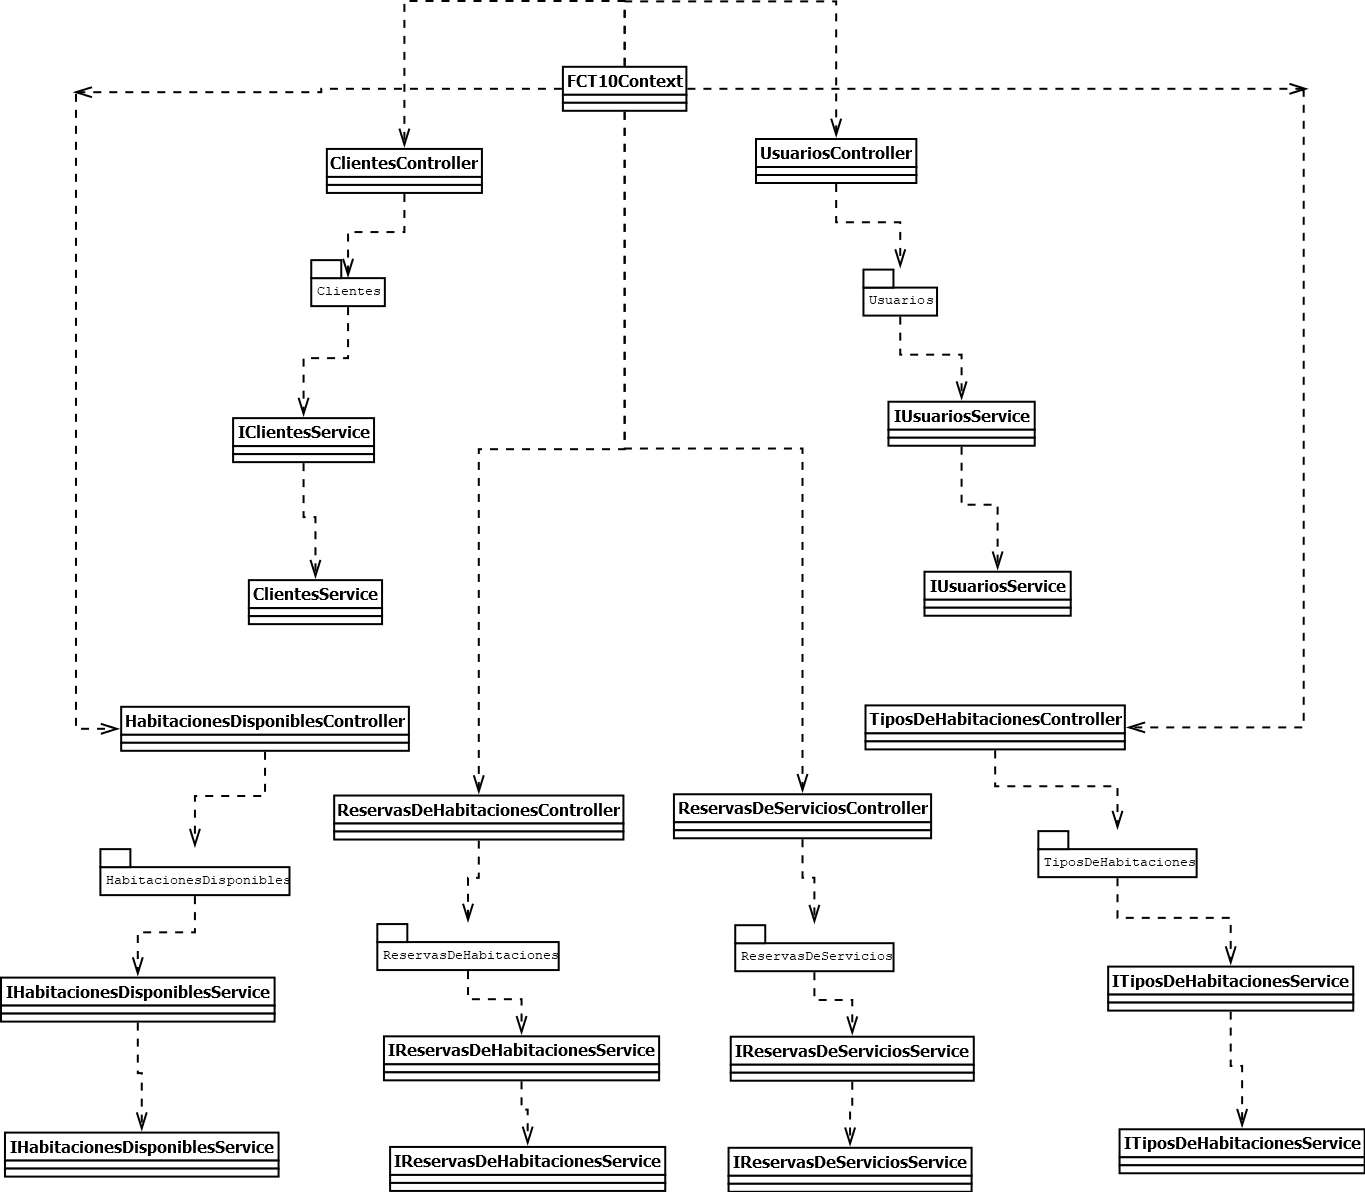 FCT10Context
ClientesController
UsuariosController
Clientes
Usuarios
IClientesService
IUsuariosService
ClientesService
IUsuariosService
HabitacionesDisponiblesController
TiposDeHabitacionesController
ReservasDeHabitacionesController
ReservasDeServiciosController
HabitacionesDisponibles
TiposDeHabitaciones
ReservasDeHabitaciones
ReservasDeServicios
IHabitacionesDisponiblesService
ITiposDeHabitacionesService
IReservasDeHabitacionesService
IReservasDeServiciosService
IHabitacionesDisponiblesService
ITiposDeHabitacionesService
IReservasDeHabitacionesService
IReservasDeServiciosService